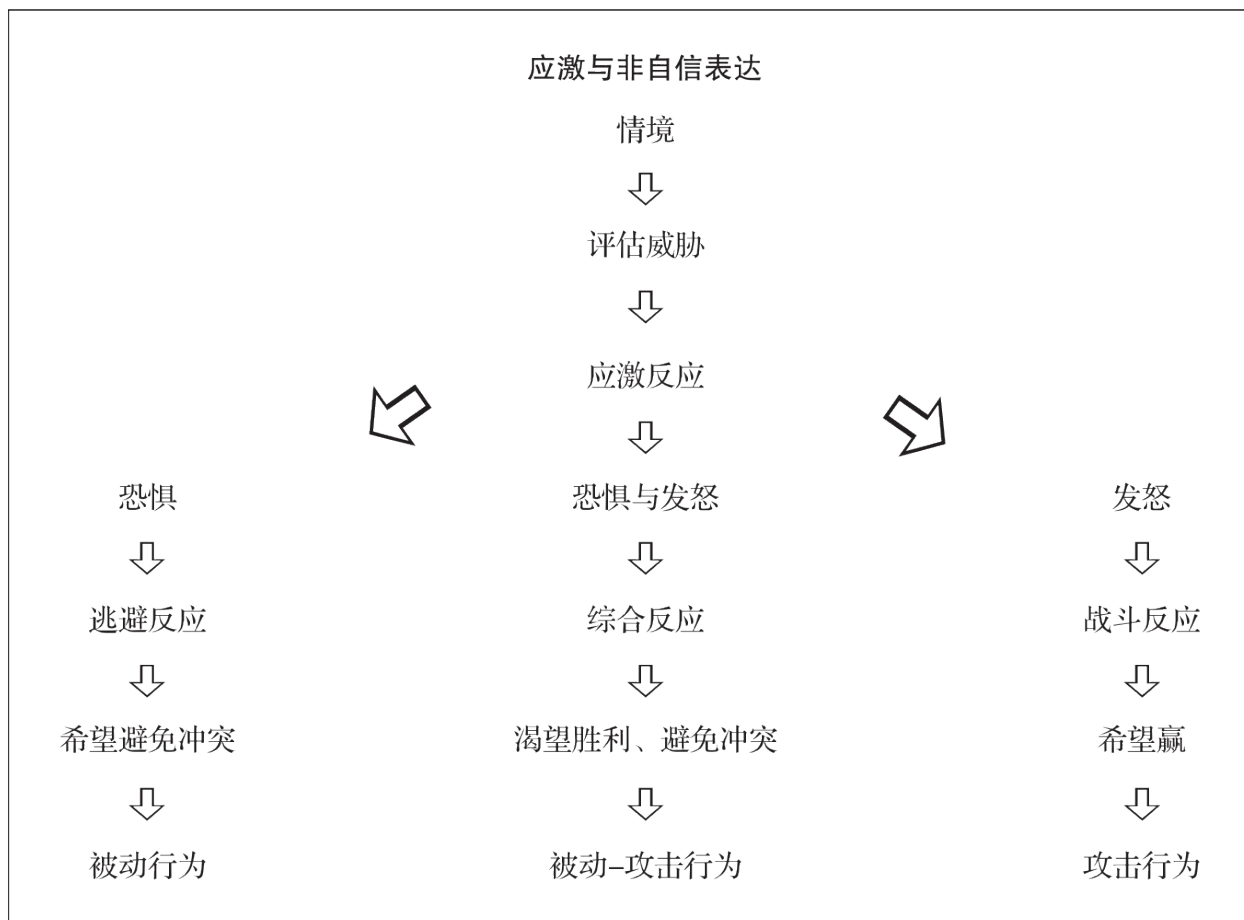 应激与非自信表达
情境
评估威胁
应激反应
恐惧
恐惧与发怒
发怒
逃避反应
综合反应
战斗反应
希望避免冲突
渴望胜利、避免冲突
希望赢
被动行为
被动–攻击行为
攻击行为